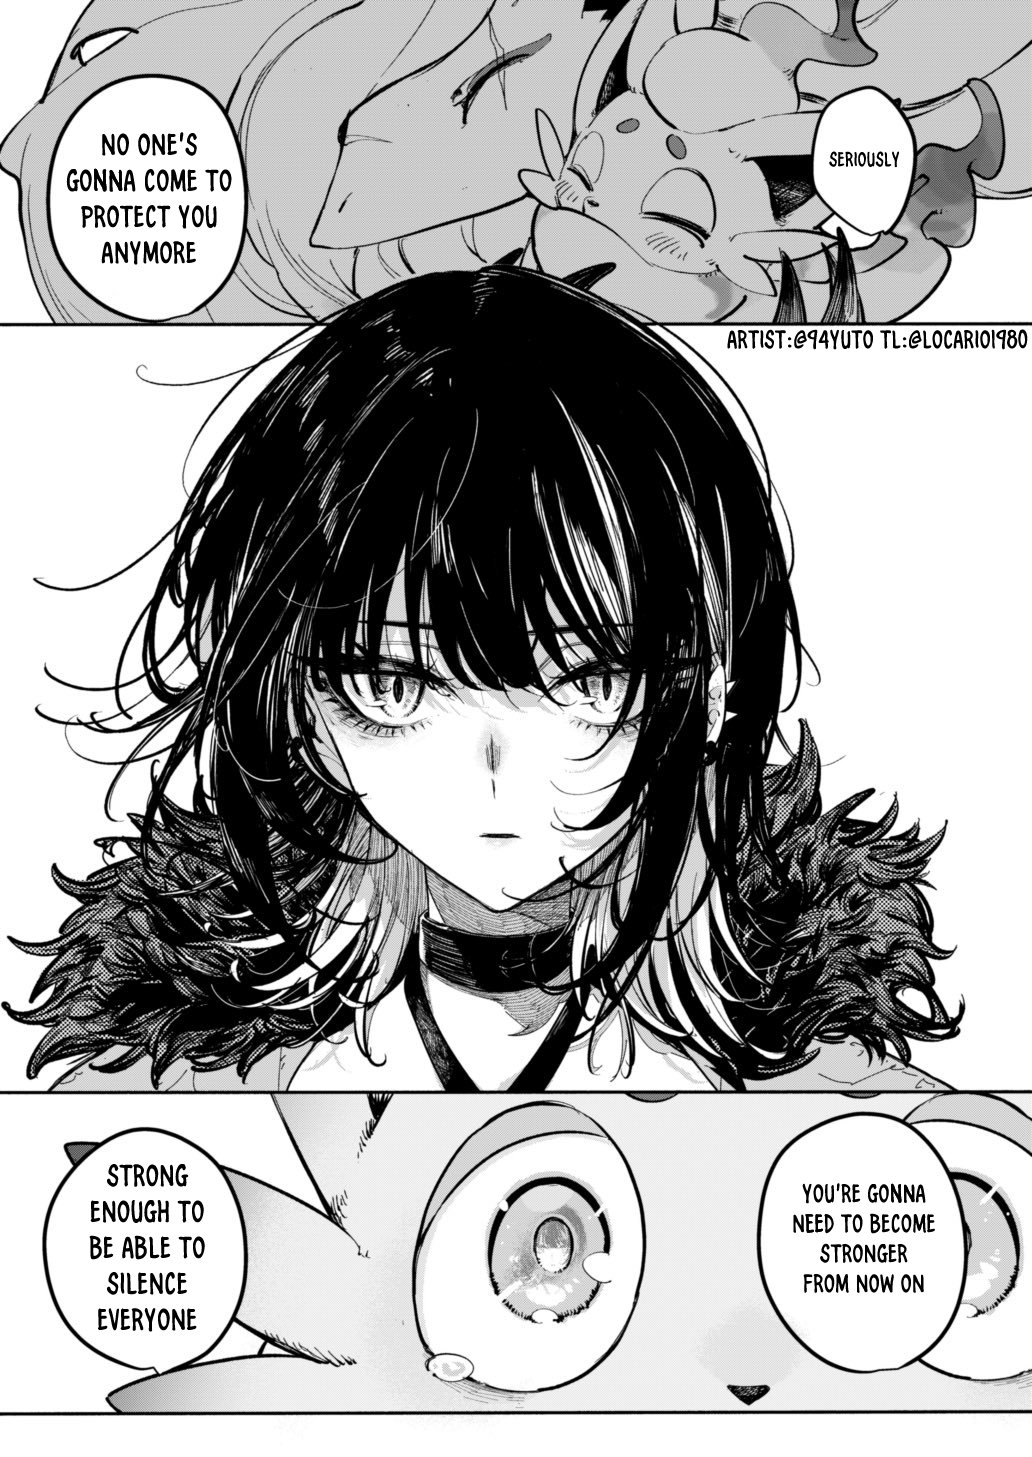 SERIOUSLY
NO ONE'S
GONNA COME TO
PROTECT YOU
ANYMORE
ARTIST:@94YUTO TL:@LOCARIO1980
YOU'RE GONNA
NEED TO BECOME
STRONGER
FROM NOW ON
STRONG
ENOUGH TO
BE ABLE TO
SILENCE
EVERYONE